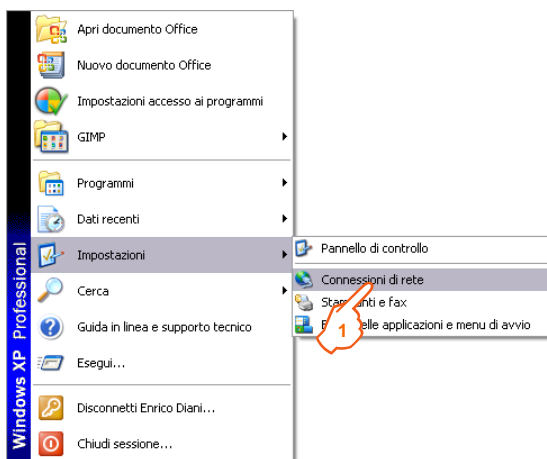 Apri documento Office
Nuovo documento Office
Impostazioni accesso ai programmi
GIMP
Programmi
Dati recenti
Impostazioni
Cerca
Guida in linea e supporto tecnico
Esegui...
Disconnetti Enrico Diani...
Chiudi sessione...
Windows XP Professional
Pannello di controllo
Connessioni di rete
Stampanti e fax
elle applicazioni e menu di avvio
1